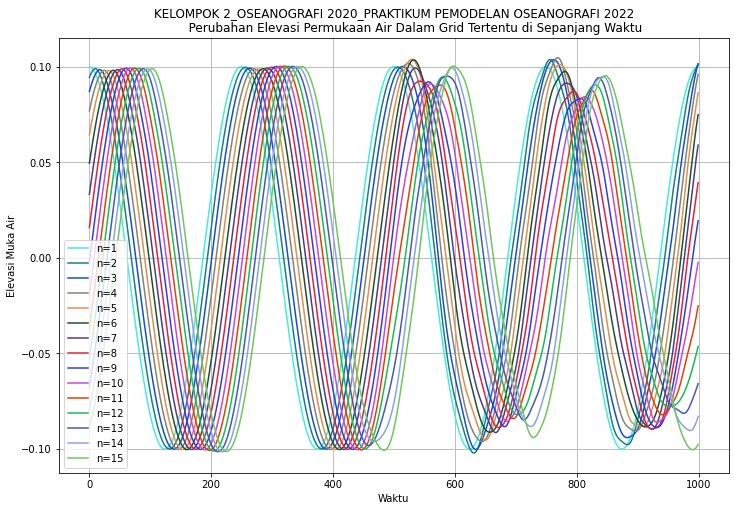 KELOMPOK 2_OSEANOGRAFI 2020_PRAKTIKUM PEMODELAN OSEANOGRAFI 2022
Perubahan Elevasi Permukaan Air Dalam Grid Tertentu di Sepanjang Waktu
Elevasi Muka Air
0.10
0.05
0.00
−0.05
−0.10
n=1
n=2
n=3
n=4
n=5
n=6
n=7
n=8
n=9
n=10
n=11
n=12
n=13
n=14
n=15
0 200 400 600 800 1000
Waktu